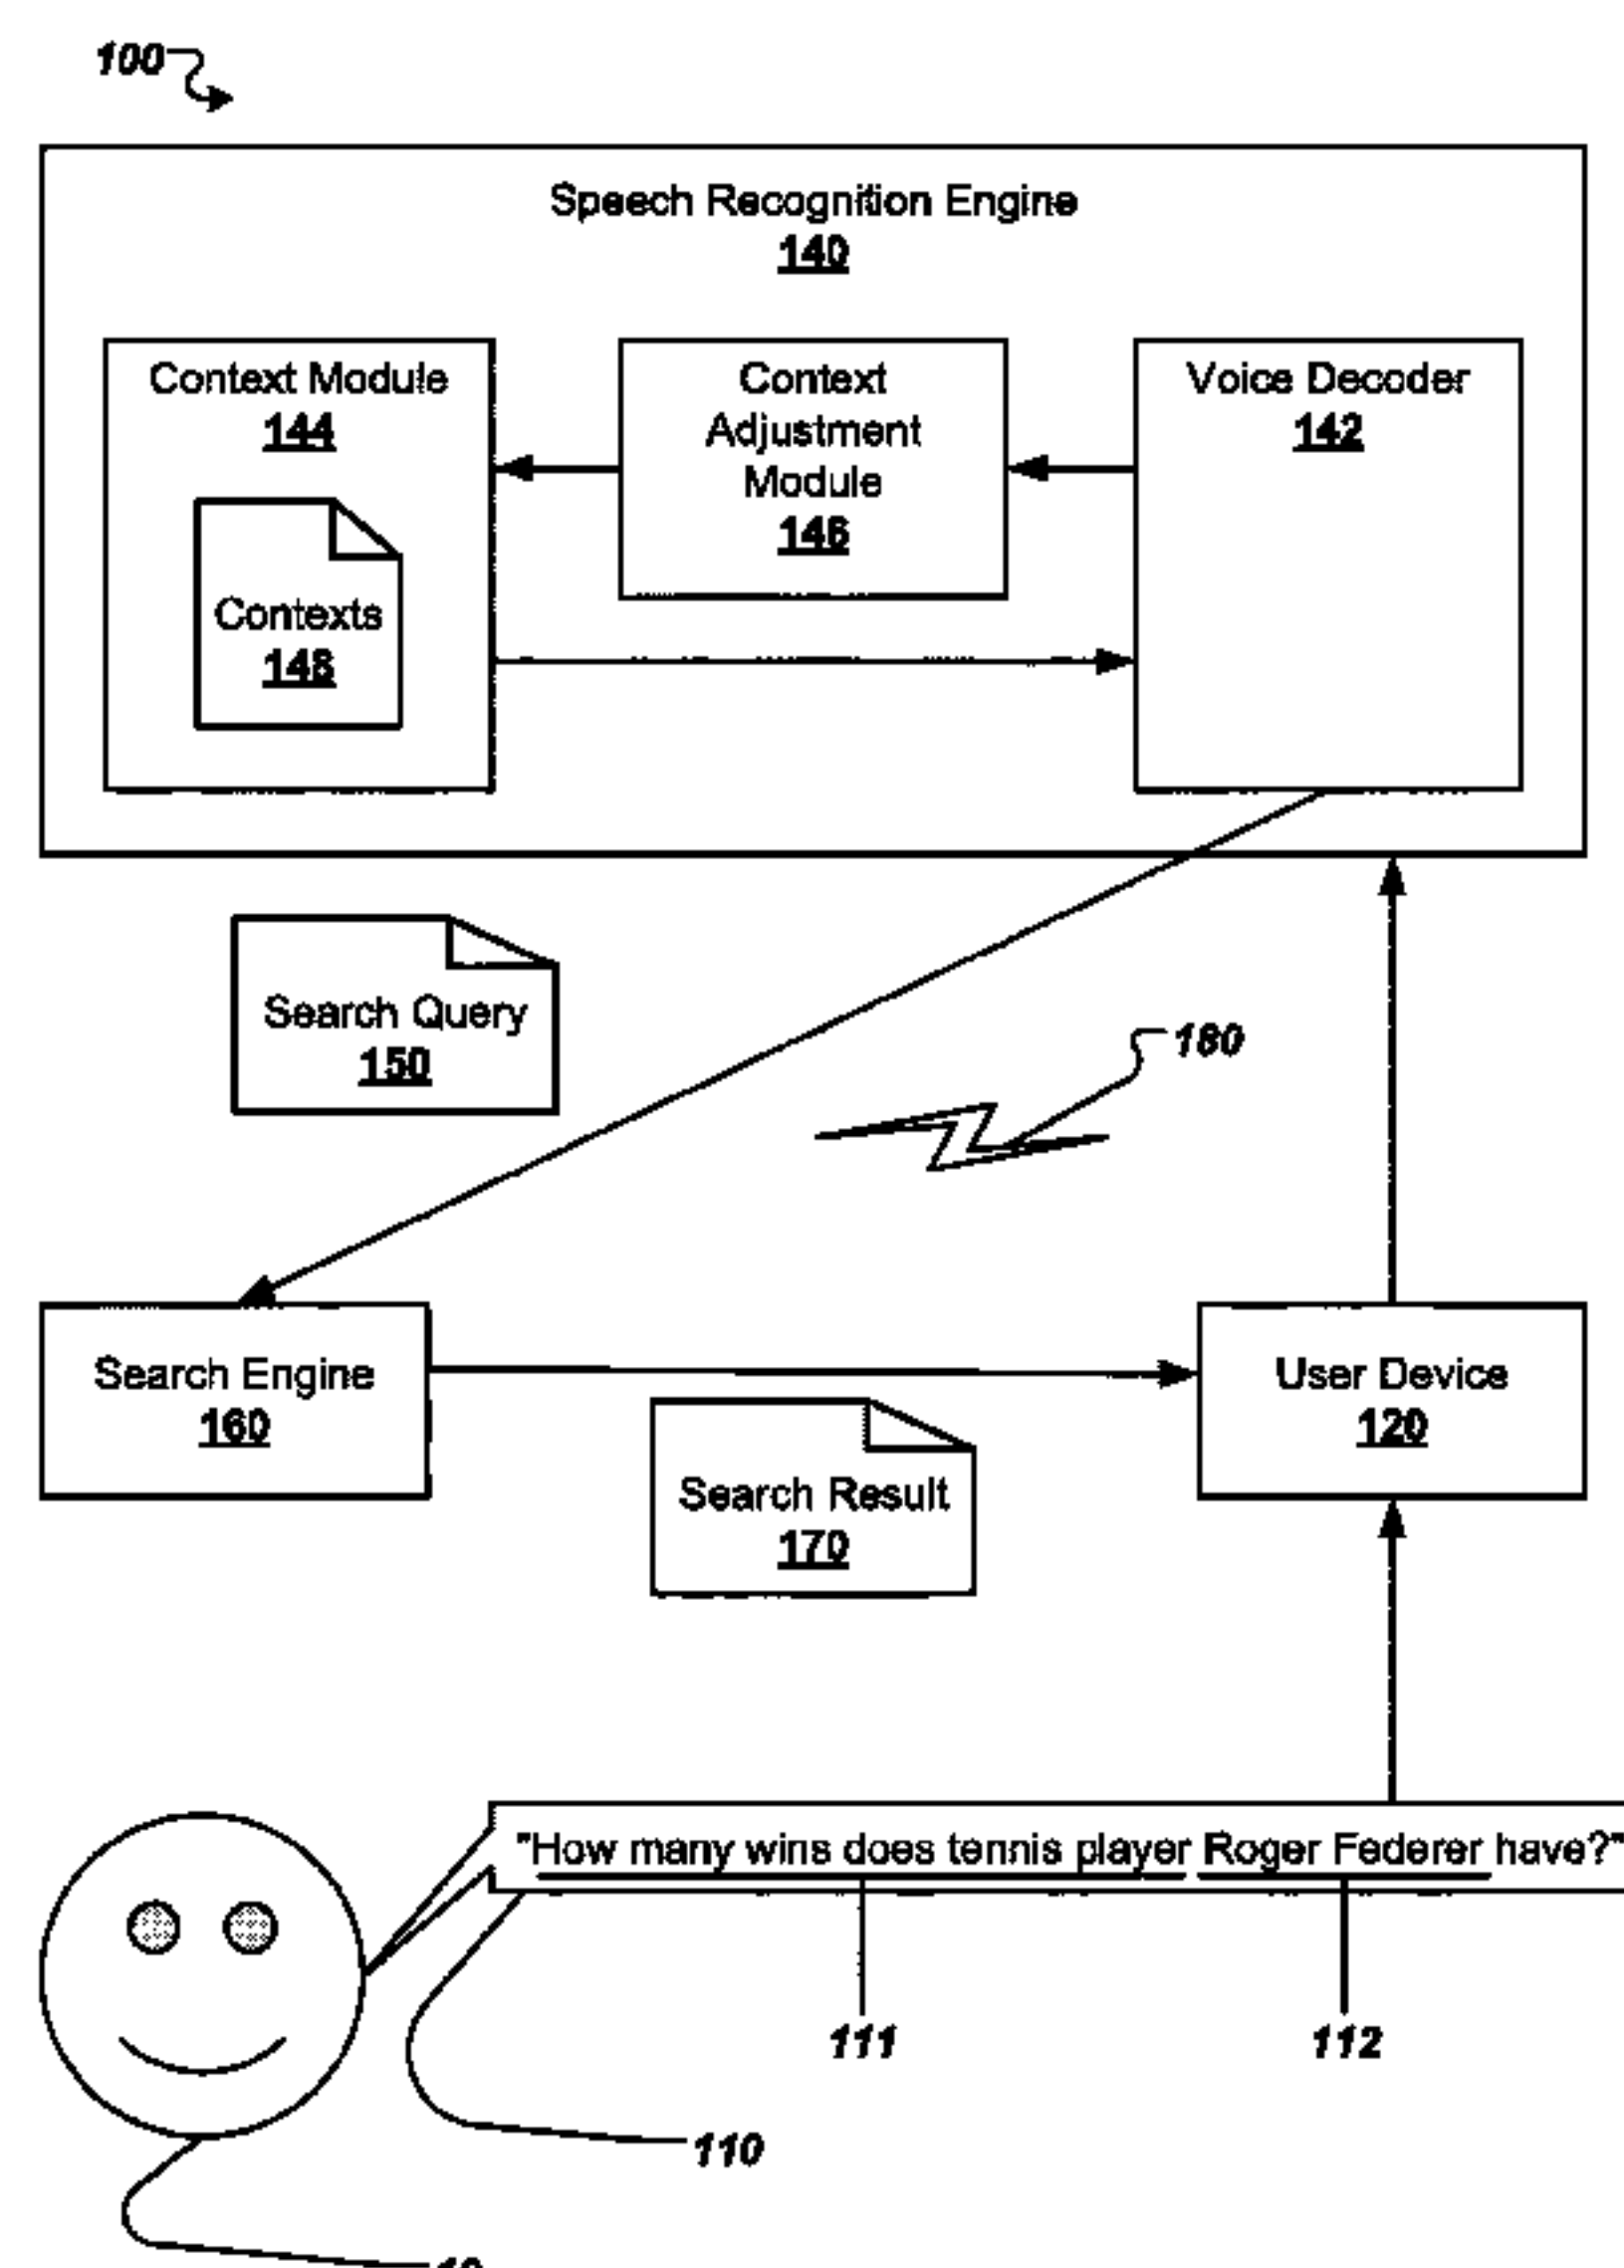 100
Speech Recognition Engine
140
Context Module
144
Contexts
148
Context
Adjustment
Module
146
Voice Decoder
142
Search Query
150
180
Search Engine
160
User Device
120
Search Result
170
"How many wins does tennis player Roger Federer have?"
111
112
110